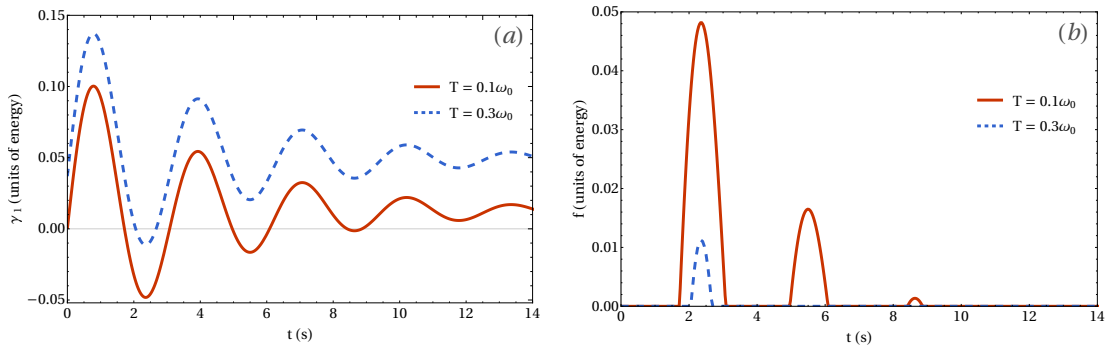 (a)
γ₁ (units of energy)
0.15
0.10
0.05
0.00
−0.05
T = 0.1ω₀
T = 0.3ω₀
0 2 4 6 8 10 12 14
t (s)
(b)
f (units of energy)
0.05
0.04
0.03
0.02
0.01
0.00
T = 0.1ω₀
T = 0.3ω₀
0 2 4 6 8 10 12 14
t (s)